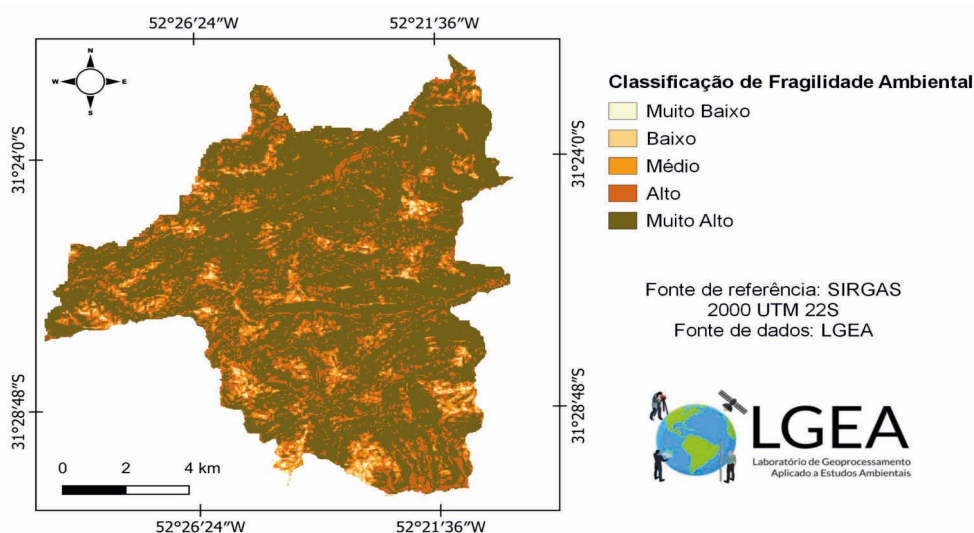 52°26′24″W
52°21′36″W
N
W
E
S
31°24′0″S
31°24′0″S
31°28′48″S
31°28′48″S
0
2
4 km
52°26′24″W
52°21′36″W
Classificação de Fragilidade Ambiental
Muito Baixo
Baixo
Médio
Alto
Muito Alto
Fonte de referência: SIRGAS
2000 UTM 22S
Fonte de dados: LGEA
LGEA
Laboratório de Geoprocessamento
Aplicado a Estudos Ambientais